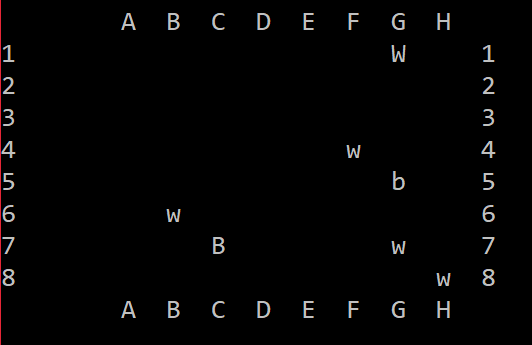 A B C D E F G H
1 W 1
2 2
3 3
4 w 4
5 b 5
6 w 6
7 B w 7
8 w 8
A B C D E F G H